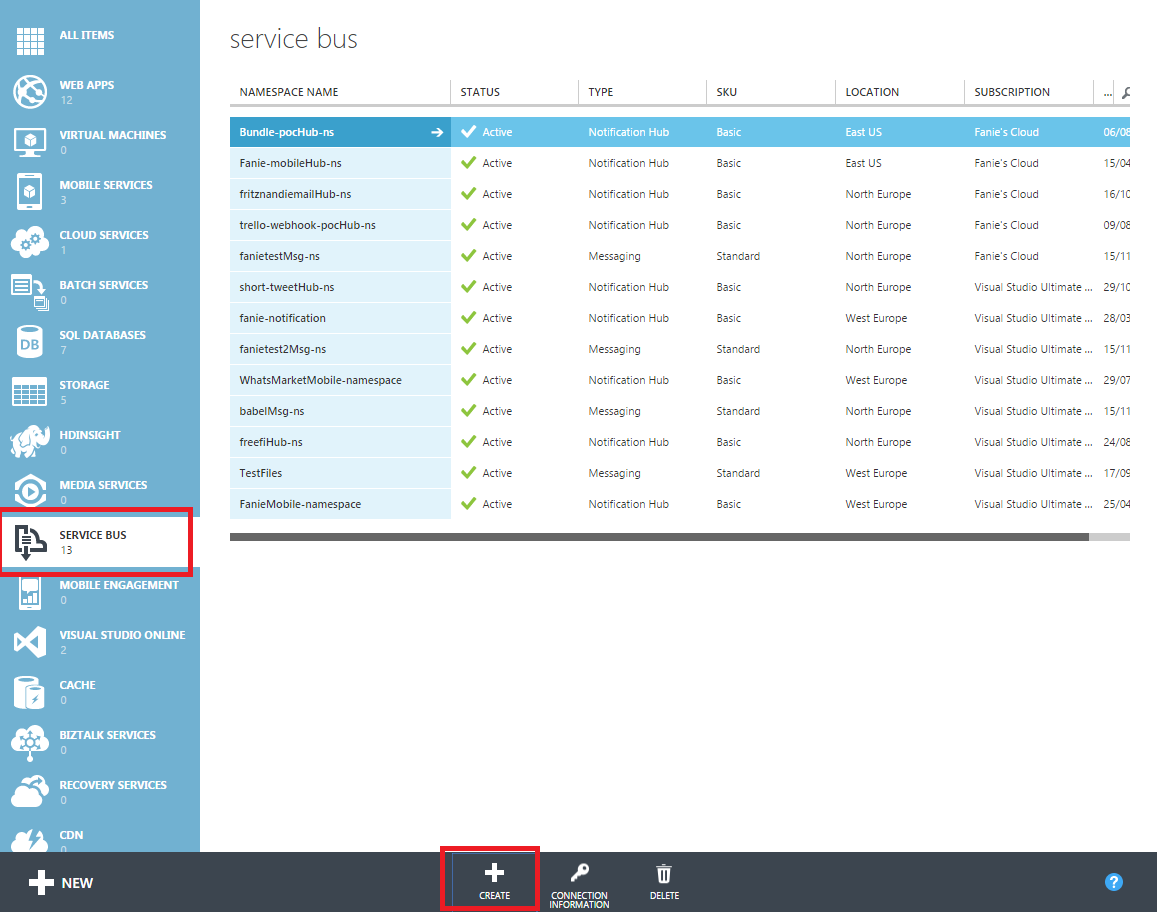 ALL ITEMS
WEB APPS
12
VIRTUAL MACHINES
0
MOBILE SERVICES
3
CLOUD SERVICES
1
BATCH SERVICES
0
SQL DATABASES
7
DB
STORAGE
5
HDINSIGHT
0
MEDIA SERVICES
0
SERVICE BUS
13
MOBILE ENGAGEMENT
0
VISUAL STUDIO ONLINE
2
CACHE
0
BIZTALK SERVICES
0
RECOVERY SERVICES
0
CDN
0
service bus
NAMESPACE NAME STATUS TYPE SKU LOCATION SUBSCRIPTION ...
Bundle-pocHub-ns Active Notification Hub Basic East US Fanie's Cloud 06/08
Fanie-mobileHub-ns Active Notification Hub Basic East US Fanie's Cloud 15/04
fritznandiemailHub-ns Active Notification Hub Basic North Europe Fanie's Cloud 16/10
trello-webhook-pocHub-ns Active Notification Hub Basic North Europe Fanie's Cloud 09/08
fanietestMsg-ns Active Messaging Standard North Europe Fanie's Cloud 15/11
short-tweetHub-ns Active Notification Hub Basic North Europe Visual Studio Ultimate ... 29/10
fanie-notification Active Notification Hub Basic West Europe Visual Studio Ultimate ... 28/03
fanietest2Msg-ns Active Messaging Standard North Europe Visual Studio Ultimate ... 15/11
WhatsMarketMobile-namespace Active Notification Hub Basic West Europe Visual Studio Ultimate ... 29/07
babelMsg-ns Active Messaging Standard North Europe Visual Studio Ultimate ... 15/11
freefiHub-ns Active Notification Hub Basic North Europe Visual Studio Ultimate ... 24/08
TestFiles Active Messaging Standard West Europe Visual Studio Ultimate ... 17/09
FanieMobile-namespace Active Notification Hub Basic West Europe Visual Studio Ultimate ... 25/04
NEW
CREATE
CONNECTION
INFORMATION
DELETE
?